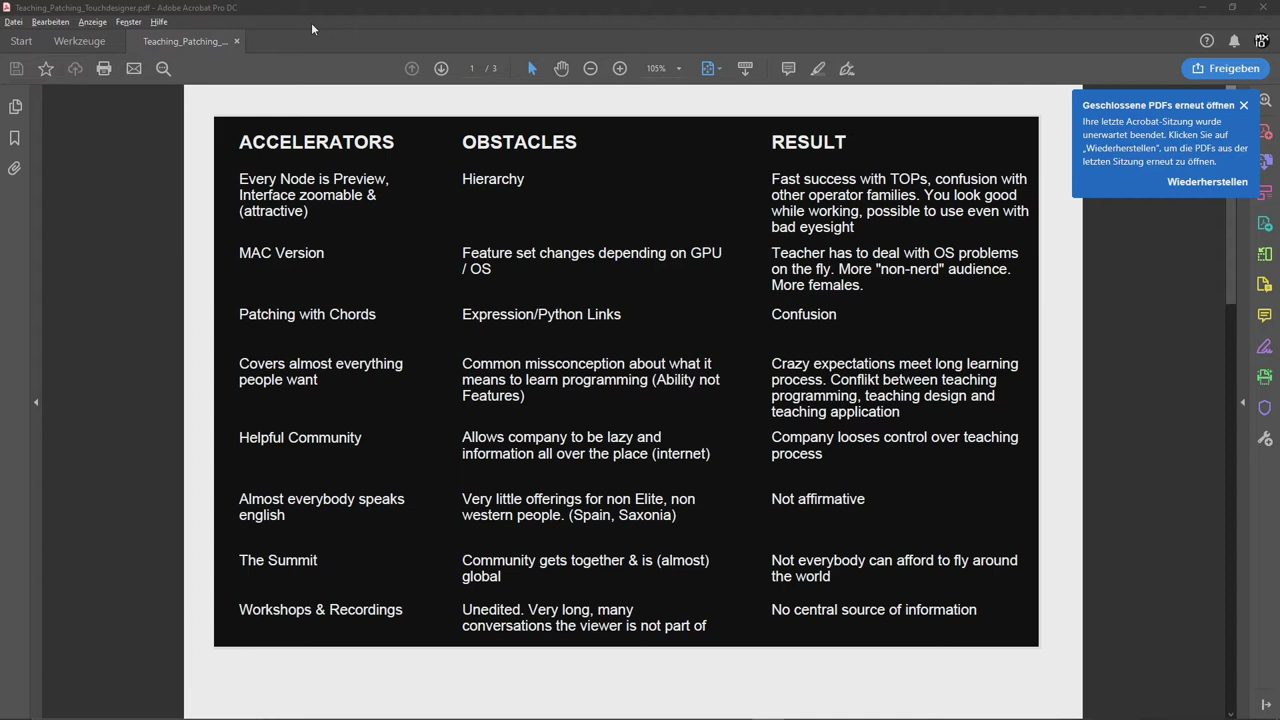 Teaching_Patching_Touchdesigner.pdf - Adobe Acrobat Pro DC
Datei Bearbeiten Anzeige Fenster Hilfe
Start Werkzeuge Teaching_Patching_... ×
1 / 3 105% Freigeben
Geschlossene PDFs erneut öffnen
Ihre letzte Acrobat-Sitzung wurde
unerwartet beendet. Klicken Sie auf
„Wiederherstellen“, um die PDFs aus der
letzten Sitzung erneut zu öffnen.
Wiederherstellen
ACCELERATORS OBSTACLES RESULT
Every Node is Preview,
Interface zoomable &
(attractive)
Hierarchy
Fast success with TOPs, confusion with
other operator families. You look good
while working, possible to use even with
bad eyesight
MAC Version
Feature set changes depending on GPU
/ OS
Teacher has to deal with OS problems
on the fly. More "non-nerd" audience.
More females.
Patching with Chords
Expression/Python Links
Confusion
Covers almost everything
people want
Common missconception about what it
means to learn programming (Ability not
Features)
Crazy expectations meet long learning
process. Conflikt between teaching
programming, teaching design and
teaching application
Helpful Community
Allows company to be lazy and
information all over the place (internet)
Company looses control over teaching
process
Almost everybody speaks
english
Very little offerings for non Elite, non
western people. (Spain, Saxonia)
Not affirmative
The Summit
Community gets together & is (almost)
global
Not everybody can afford to fly around
the world
Workshops & Recordings
Unedited. Very long, many
conversations the viewer is not part of
No central source of information